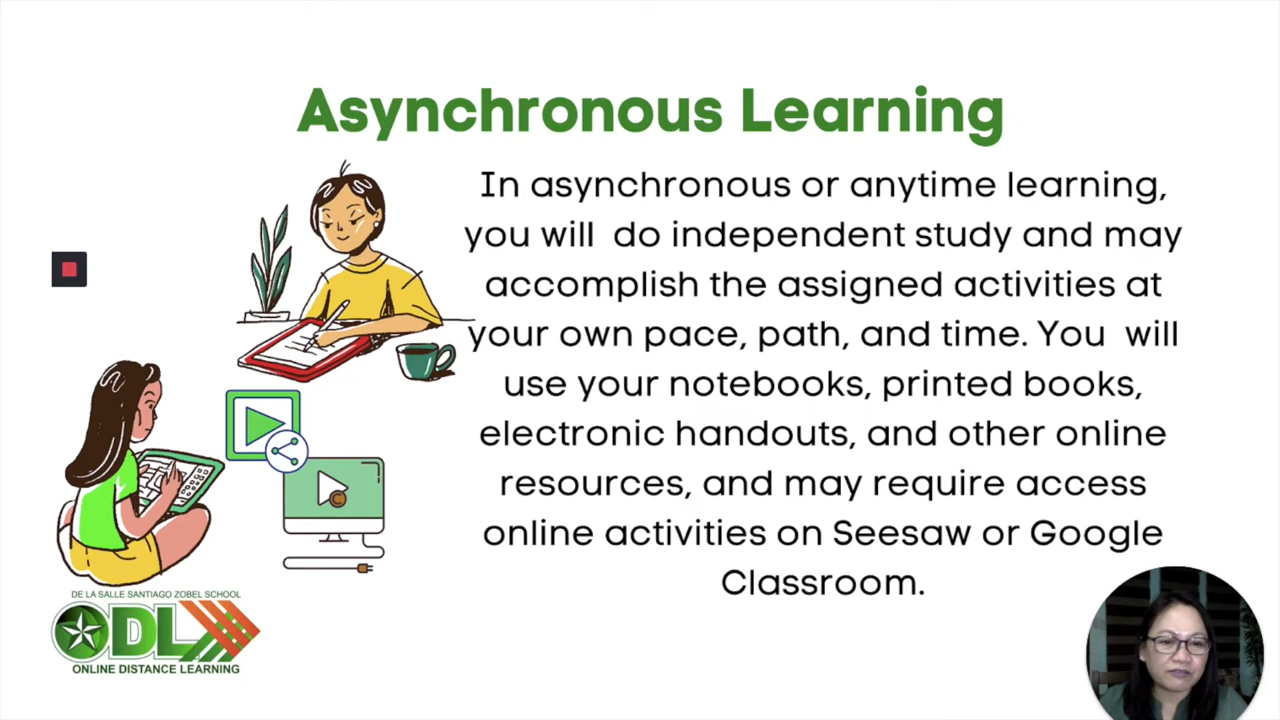 Asynchronous Learning
In asynchronous or anytime learning,
you will do independent study and may
accomplish the assigned activities at
your own pace, path, and time. You will
use your notebooks, printed books,
electronic handouts, and other online
resources, and may require access
online activities on Seesaw or Google
Classroom.
DE LA SALLE SANTIAGO ZOBEL SCHOOL
ODL
ONLINE DISTANCE LEARNING